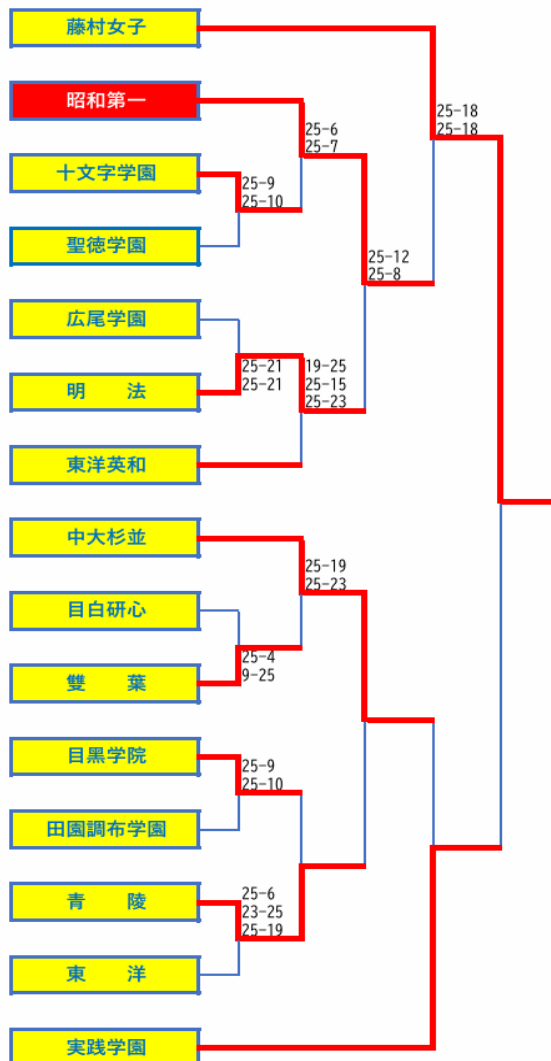 藤村女子
25-18
昭和第一
25-6
25-18
25-7
十文字学園
25-9
25-10
聖徳学園
25-12
25-8
広尾学園
25-21
19-25
明　法
25-21
25-15
25-23
東洋英和
中大杉並
25-19
25-23
目白研心
25-4
9-25
雙　葉
目黒学院
25-9
25-10
田園調布学園
青　陵
25-6
23-25
25-19
東　洋
実践学園